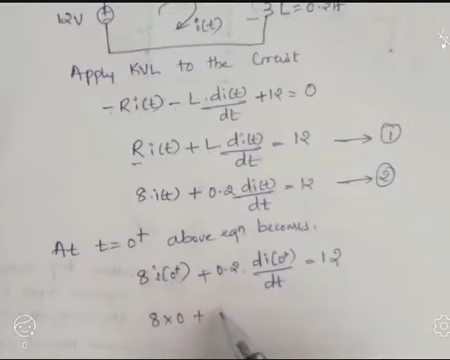 12V
i(t)
L=0.2H
Apply KVL to the Circuit
-Ri(t) - L.di(t)/dt +12 = 0
Ri(t) + L di(t)/dt = 12 → ①
8.i(t) + 0.2 di(t)/dt = 12 → ②
At t=0⁺ above eqn becomes.
8i(0⁺) + 0.2. di(0⁺)/dt = 12
8×0 +
0